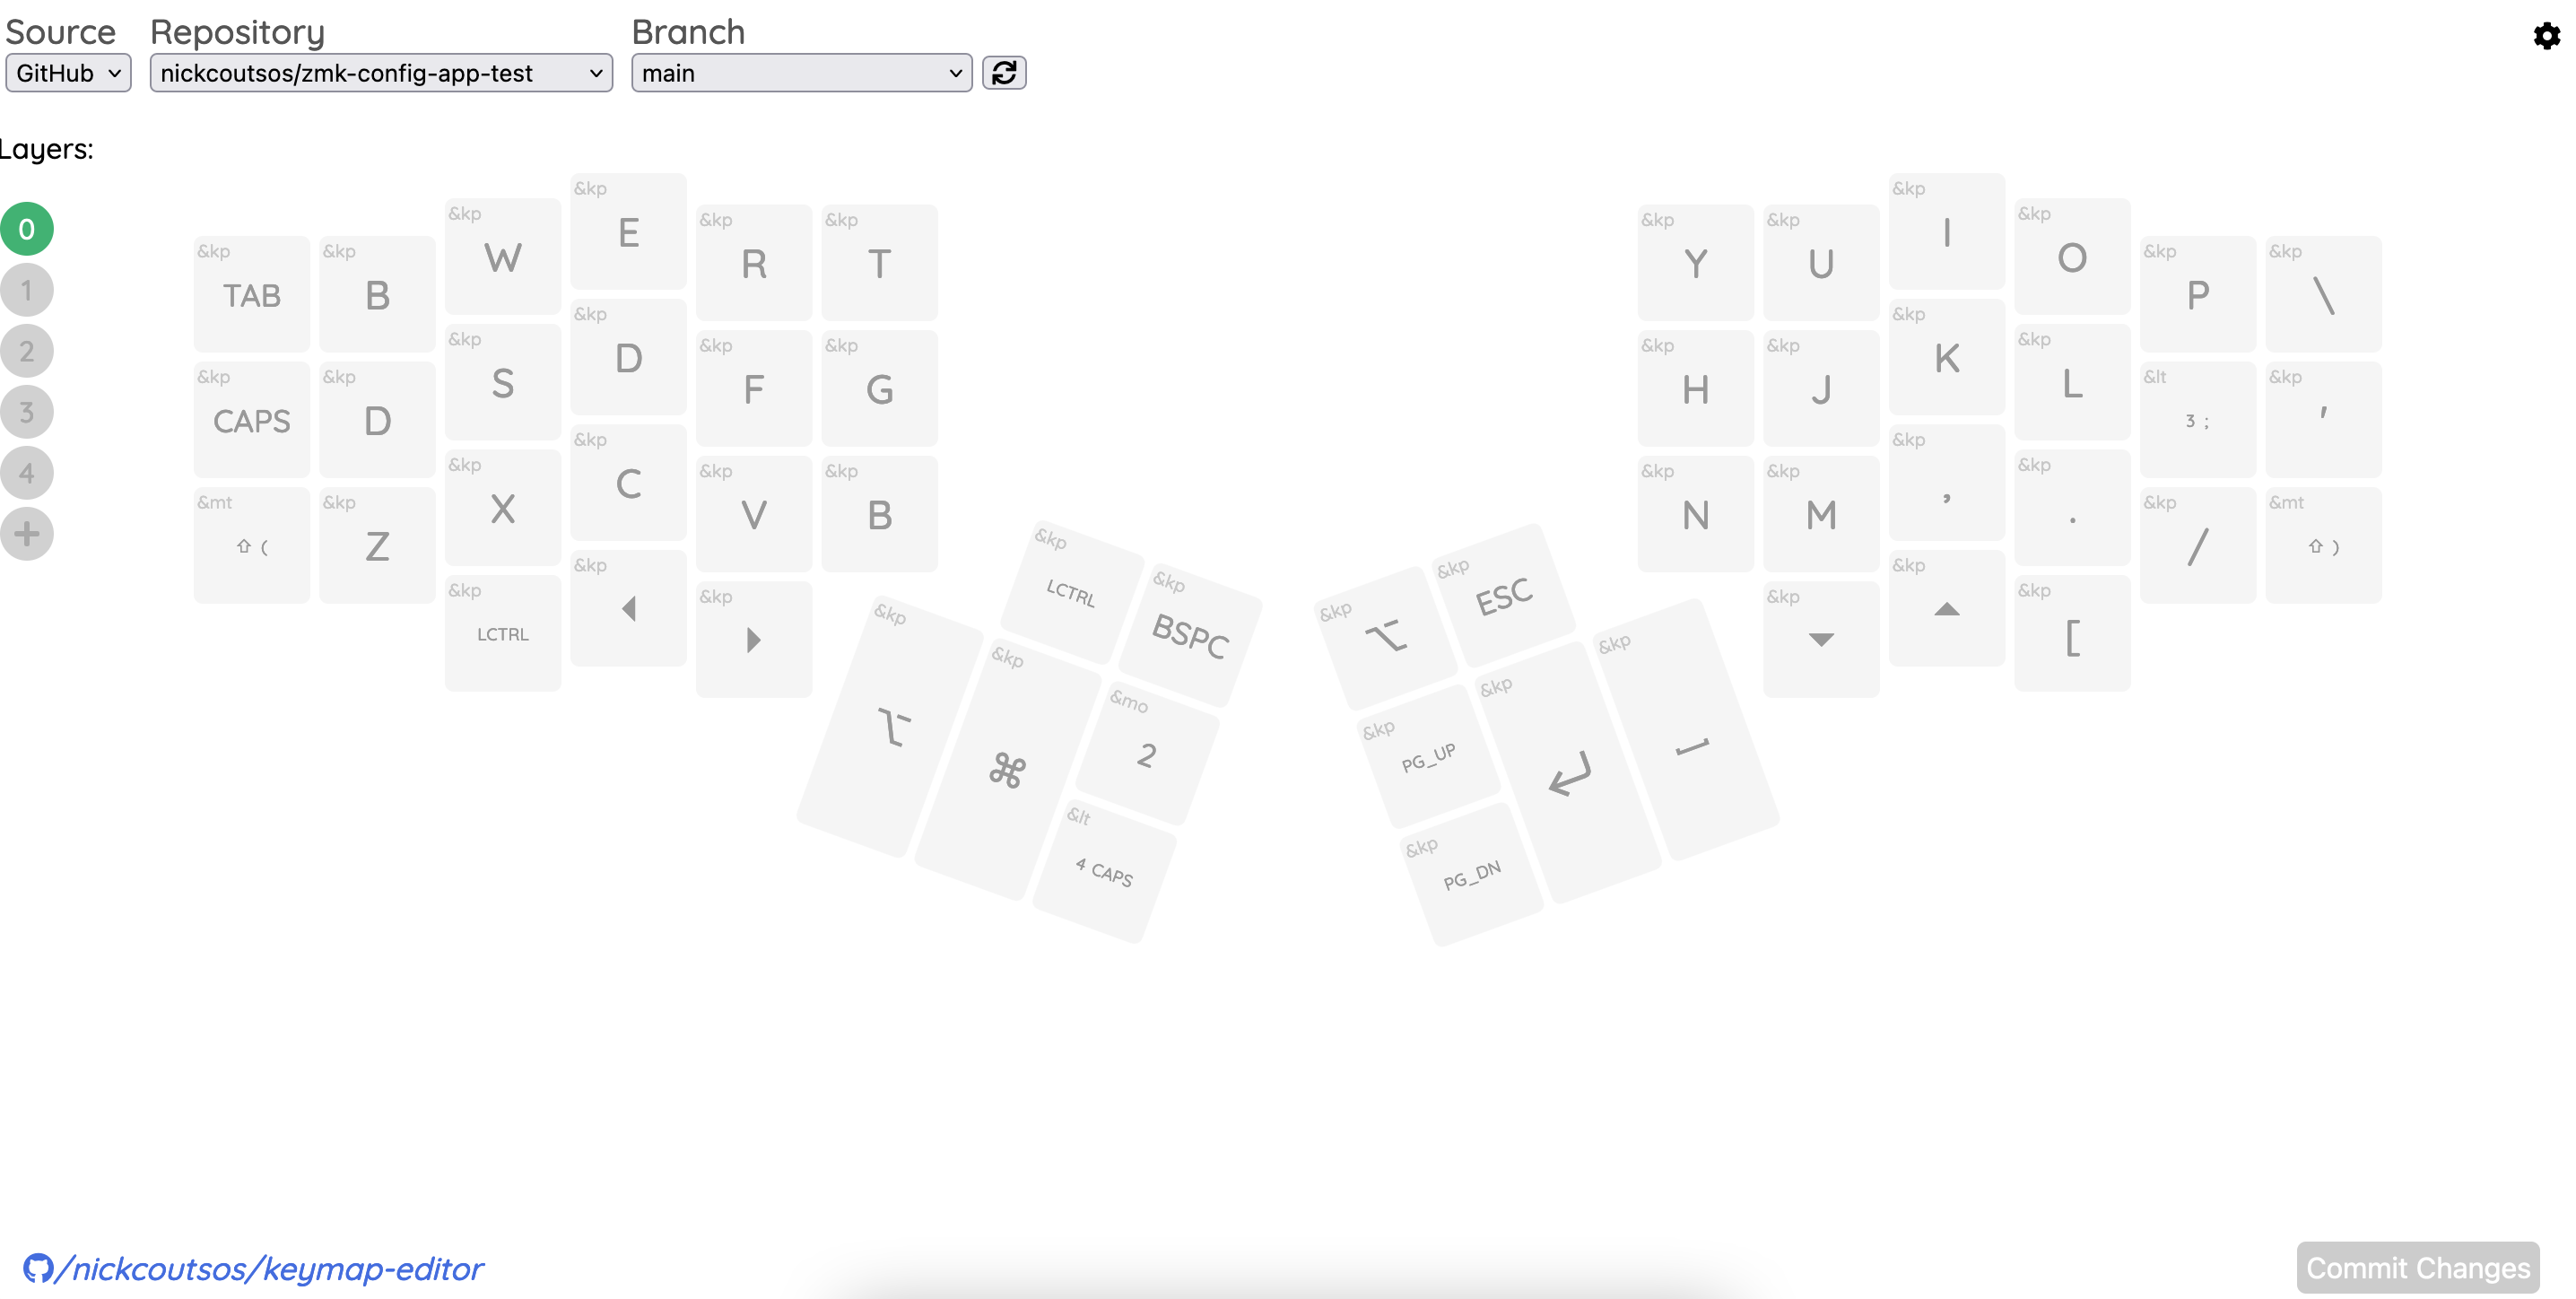 Source Repository Branch
GitHub nickcoutsos/zmk-config-app-test main
Layers:
0
1
2
3
4
+
&kp TAB
&kp B
&kp W
&kp E
&kp R
&kp T
&kp Y
&kp U
&kp I
&kp O
&kp P
&kp \
&kp CAPS
&kp D
&kp S
&kp D
&kp F
&kp G
&kp H
&kp J
&kp K
&kp L
&lt 3 ;
&kp '
&mt ⇧ (
&kp Z
&kp X
&kp C
&kp V
&kp B
&kp N
&kp M
&kp ,
&kp .
&kp /
&mt ⇧ )
&kp LCTRL
&kp ◀
&kp ▶
&kp LCTRL
&kp BSPC
&kp ⌥
&kp ESC
&kp ▼
&kp ▲
&kp [
&kp ⌥
&kp ⌘
&mo 2
&kp PG_UP
&kp ↵
&kp ⎵
&lt 4 CAPS
&kp PG_DN
/nickcoutsos/keymap-editor
Commit Changes